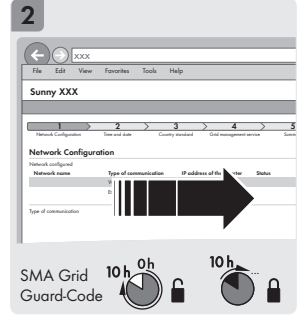 2
XXX
File Edit View Favorites Tools Help
Sunny XXX
1 2 3 4 5
Network Configuration Time and date Country standard Grid management service
Network Configuration
Network configured
Network name Type of communication IP address of the Status
Type of communication
SMA Grid
Guard-Code
10 h 0 h
10 h ...